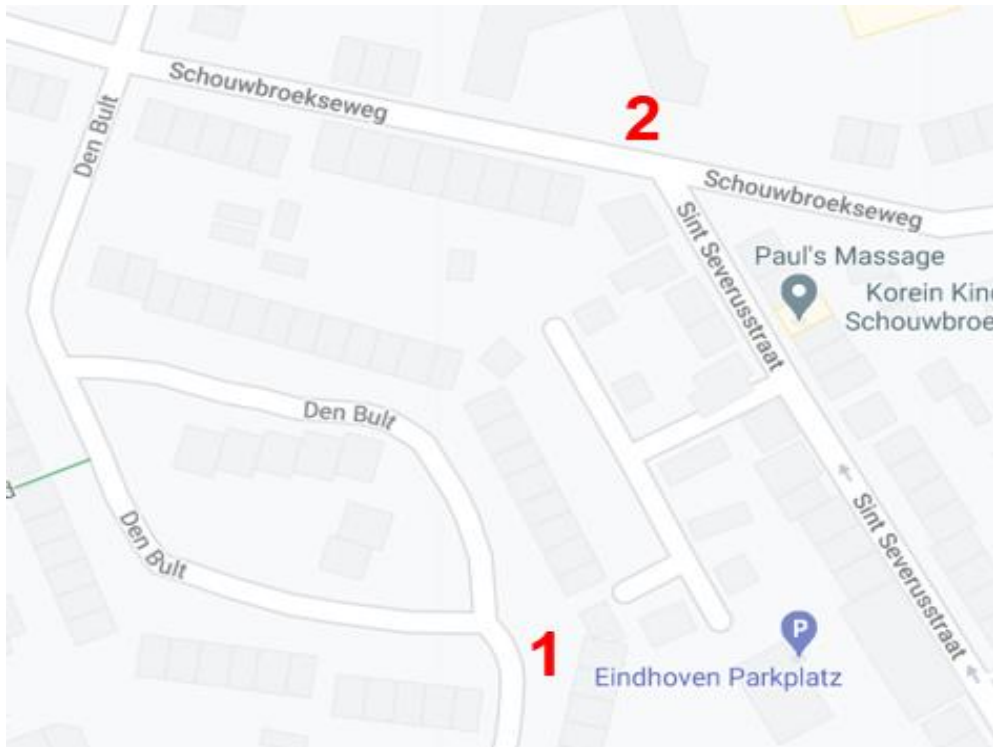 Schouwbroekseweg
2
Den Bult
Schouwbroekseweg
Sint Severusstraat
Paul's Massage
Korein Kind
Schouwbroe
Den Bult
Den Bult
Sint Severusstraat
1
P
Eindhoven Parkplatz